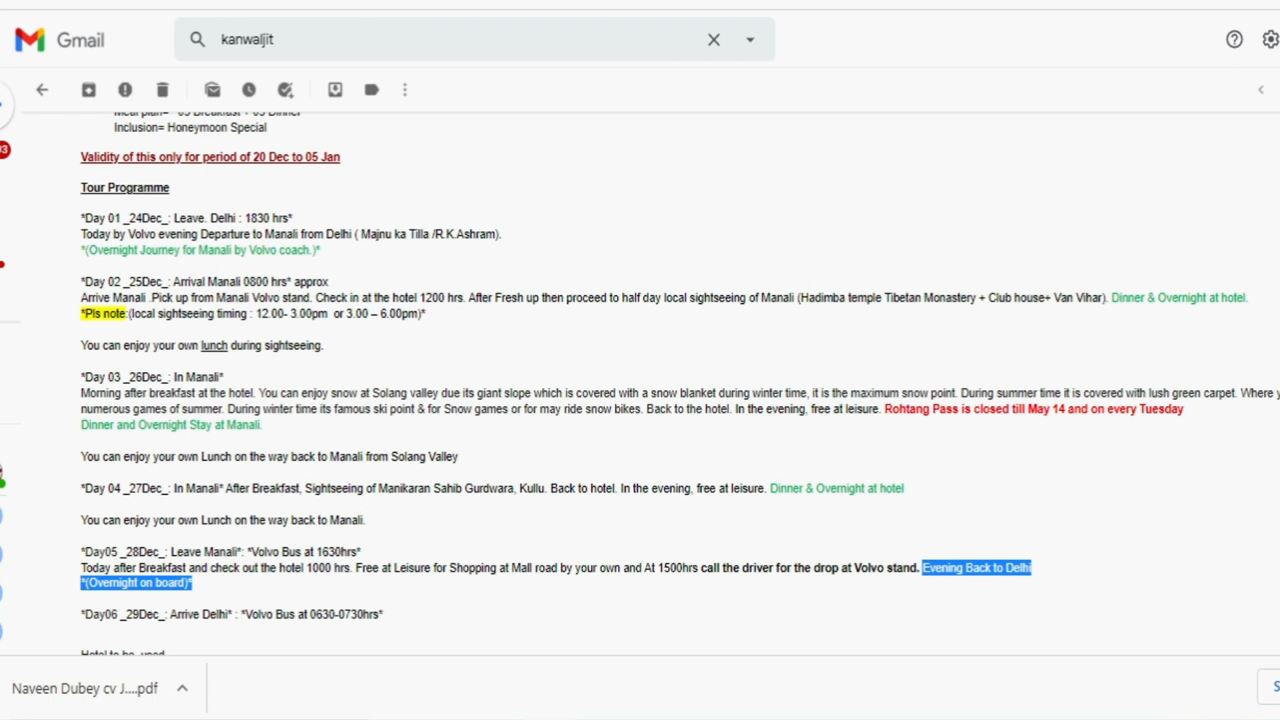 Gmail
kanwaljit
Meal plan= 03 Breakfast + 03 Dinner
Inclusion= Honeymoon Special
Validity of this only for period of 20 Dec to 05 Jan
Tour Programme
*Day 01 _24Dec_: Leave. Delhi : 1830 hrs*
Today by Volvo evening Departure to Manali from Delhi ( Majnu ka Tilla /R.K.Ashram).
*(Overnight Journey for Manali by Volvo coach.)*
*Day 02 _25Dec_: Arrival Manali 0800 hrs* approx
Arrive Manali .Pick up from Manali Volvo stand. Check in at the hotel 1200 hrs. After Fresh up then proceed to half day local sightseeing of Manali (Hadimba temple Tibetan Monastery + Club house+ Van Vihar). Dinner & Overnight at hotel.
*Pls note:(local sightseeing timing : 12.00- 3.00pm or 3.00 – 6.00pm)*
You can enjoy your own lunch during sightseeing.
*Day 03 _26Dec_: In Manali*
Morning after breakfast at the hotel. You can enjoy snow at Solang valley due its giant slope which is covered with a snow blanket during winter time, it is the maximum snow point. During summer time it is covered with lush green carpet. Where y
numerous games of summer. During winter time its famous ski point & for Snow games or for may ride snow bikes. Back to the hotel. In the evening, free at leisure. Rohtang Pass is closed till May 14 and on every Tuesday
Dinner and Overnight Stay at Manali.
You can enjoy your own Lunch on the way back to Manali from Solang Valley
*Day 04 _27Dec_: In Manali* After Breakfast, Sightseeing of Manikaran Sahib Gurdwara, Kullu. Back to hotel. In the evening, free at leisure. Dinner & Overnight at hotel
You can enjoy your own Lunch on the way back to Manali.
*Day05 _28Dec_: Leave Manali*: *Volvo Bus at 1630hrs*
Today after Breakfast and check out the hotel 1000 hrs. Free at Leisure for Shopping at Mall road by your own and At 1500hrs call the driver for the drop at Volvo stand. Evening Back to Delhi
*(Overnight on board)*
*Day06 _29Dec_: Arrive Delhi* : *Volvo Bus at 0630-0730hrs*
Hotel to be used
Naveen Dubey cv J....pdf
S